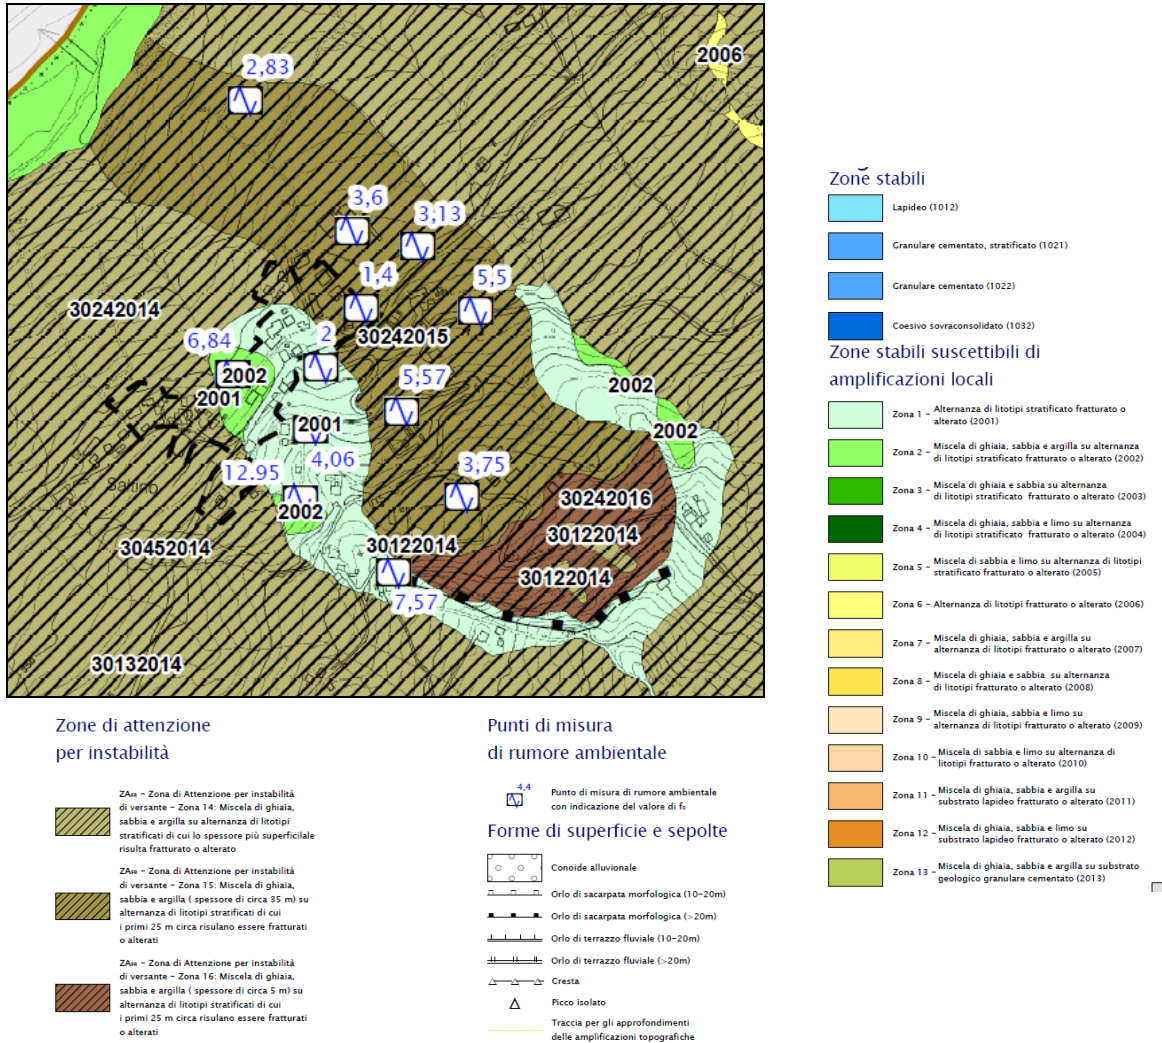 2006
2,83
3,6
3,13
1,4
5,5
30242014
30242015
6,84
2
2002
2001
5,57
2002
2001
2002
4,06
12.95
3,75
Saltino
2002
30242016
30452014
30122014
30122014
30122014
7,57
30132014
Zone stabili
Lapideo (1012)
Granulare cementato, stratificato (1021)
Granulare cementato (1022)
Coesivo sovraconsolidato (1032)
Zone stabili suscettibili di
amplificazioni locali
Zona 1 – Alternanza di litotipi stratificato fratturato o
alterato (2001)
Zona 2 – Miscela di ghiaia, sabbia e argilla su alternanza
di litotipi stratificato fratturato o alterato (2002)
Zona 3 – Miscela di ghiaia e sabbia su alternanza
di litotipi stratificato fratturato o alterato (2003)
Zona 4 – Miscela di ghiaia, sabbia e limo su alternanza
di litotipi stratificato fratturato o alterato (2004)
Zona 5 – Miscela di sabbia e limo su alternanza di litotipi
stratificato fratturato o alterato (2005)
Zona 6 – Alternanza di litotipi fratturato o alterato (2006)
Zona 7 – Miscela di ghiaia, sabbia e argilla su
alternanza di litotipi fratturato o alterato (2007)
Zona 8 – Miscela di ghiaia e sabbia su alternanza
di litotipi fratturato o alterato (2008)
Zona 9 – Miscela di ghiaia, sabbia e limo su
alternanza di litotipi fratturato o alterato (2009)
Zona 10 – Miscela di sabbia e limo su alternanza di
litotipi fratturato o alterato (2010)
Zona 11 – Miscela di ghiaia, sabbia e argilla su
substrato lapideo fratturato o alterato (2011)
Zona 12 – Miscela di ghiaia, sabbia e limo su
substrato lapideo fratturato o alterato (2012)
Zona 13 – Miscela di ghiaia, sabbia e argilla su substrato
geologico granulare cementato (2013)
Zone di attenzione
per instabilità
ZAFR – Zona di Attenzione per instabilità
di versante – Zona 14: Miscela di ghiaia,
sabbia e argilla su alternanza di litotipi
stratificati di cui lo spessore più superficilale
risulta fratturato o alterato
ZAFR – Zona di Attenzione per instabilità
di versante – Zona 15: Miscela di ghiaia,
sabbia e argilla ( spessore di circa 35 m) su
alternanza di litotipi stratificati di cui
i primi 25 m circa risulano essere fratturati
o alterati
ZAFR – Zona di Attenzione per instabilità
di versante – Zona 16: Miscela di ghiaia,
sabbia e argilla ( spessore di circa 5 m) su
alternanza di litotipi stratificati di cui
i primi 25 m circa risulano essere fratturati
o alterati
Punti di misura
di rumore ambientale
4,4
Punto di misura di rumore ambientale
con indicazione del valore di f₀
Forme di superficie e sepolte
Conoide alluvionale
Orlo di sacarpata morfologica (10-20m)
Orlo di sacarpata morfologica (>20m)
Orlo di terrazzo fluviale (10-20m)
Orlo di terrazzo fluviale (>20m)
Cresta
Picco isolato
Traccia per gli approfondimenti
delle amplificazioni topografiche